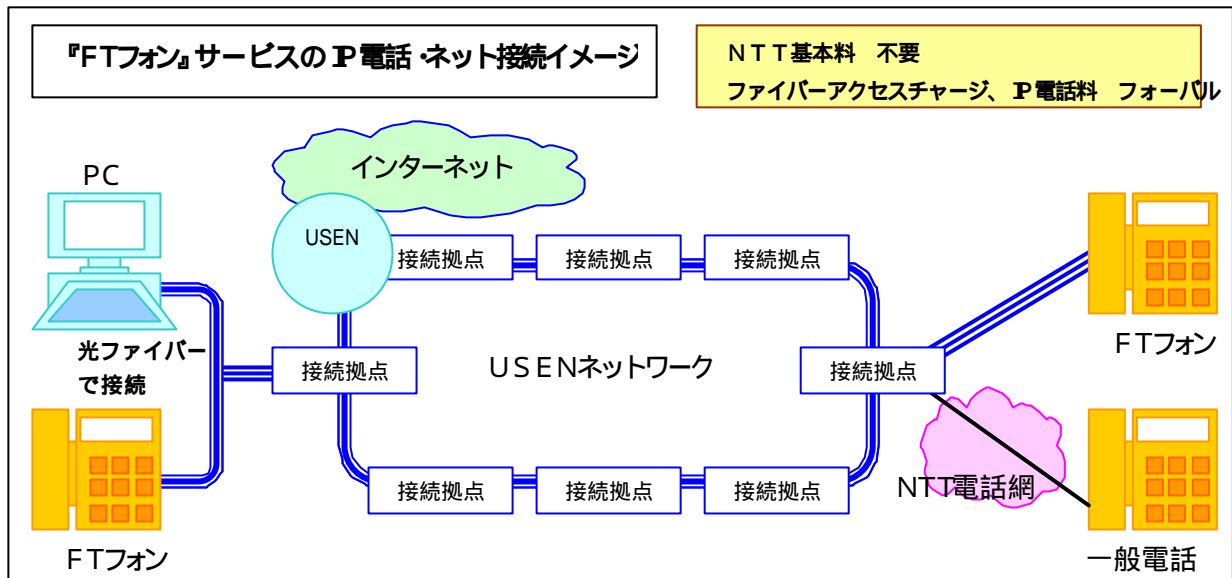 『FTフォン』サービスのIP電話・ネット接続イメージ
NTT基本料 不要
ファイバーアクセスチャージ、IP電話料 フォーバル
インターネット
PC
USEN
接続拠点 接続拠点 接続拠点
光ファイバー
で接続
接続拠点
USENネットワーク
接続拠点
FTフォン
接続拠点 接続拠点 接続拠点
NTT電話網
FTフォン
一般電話